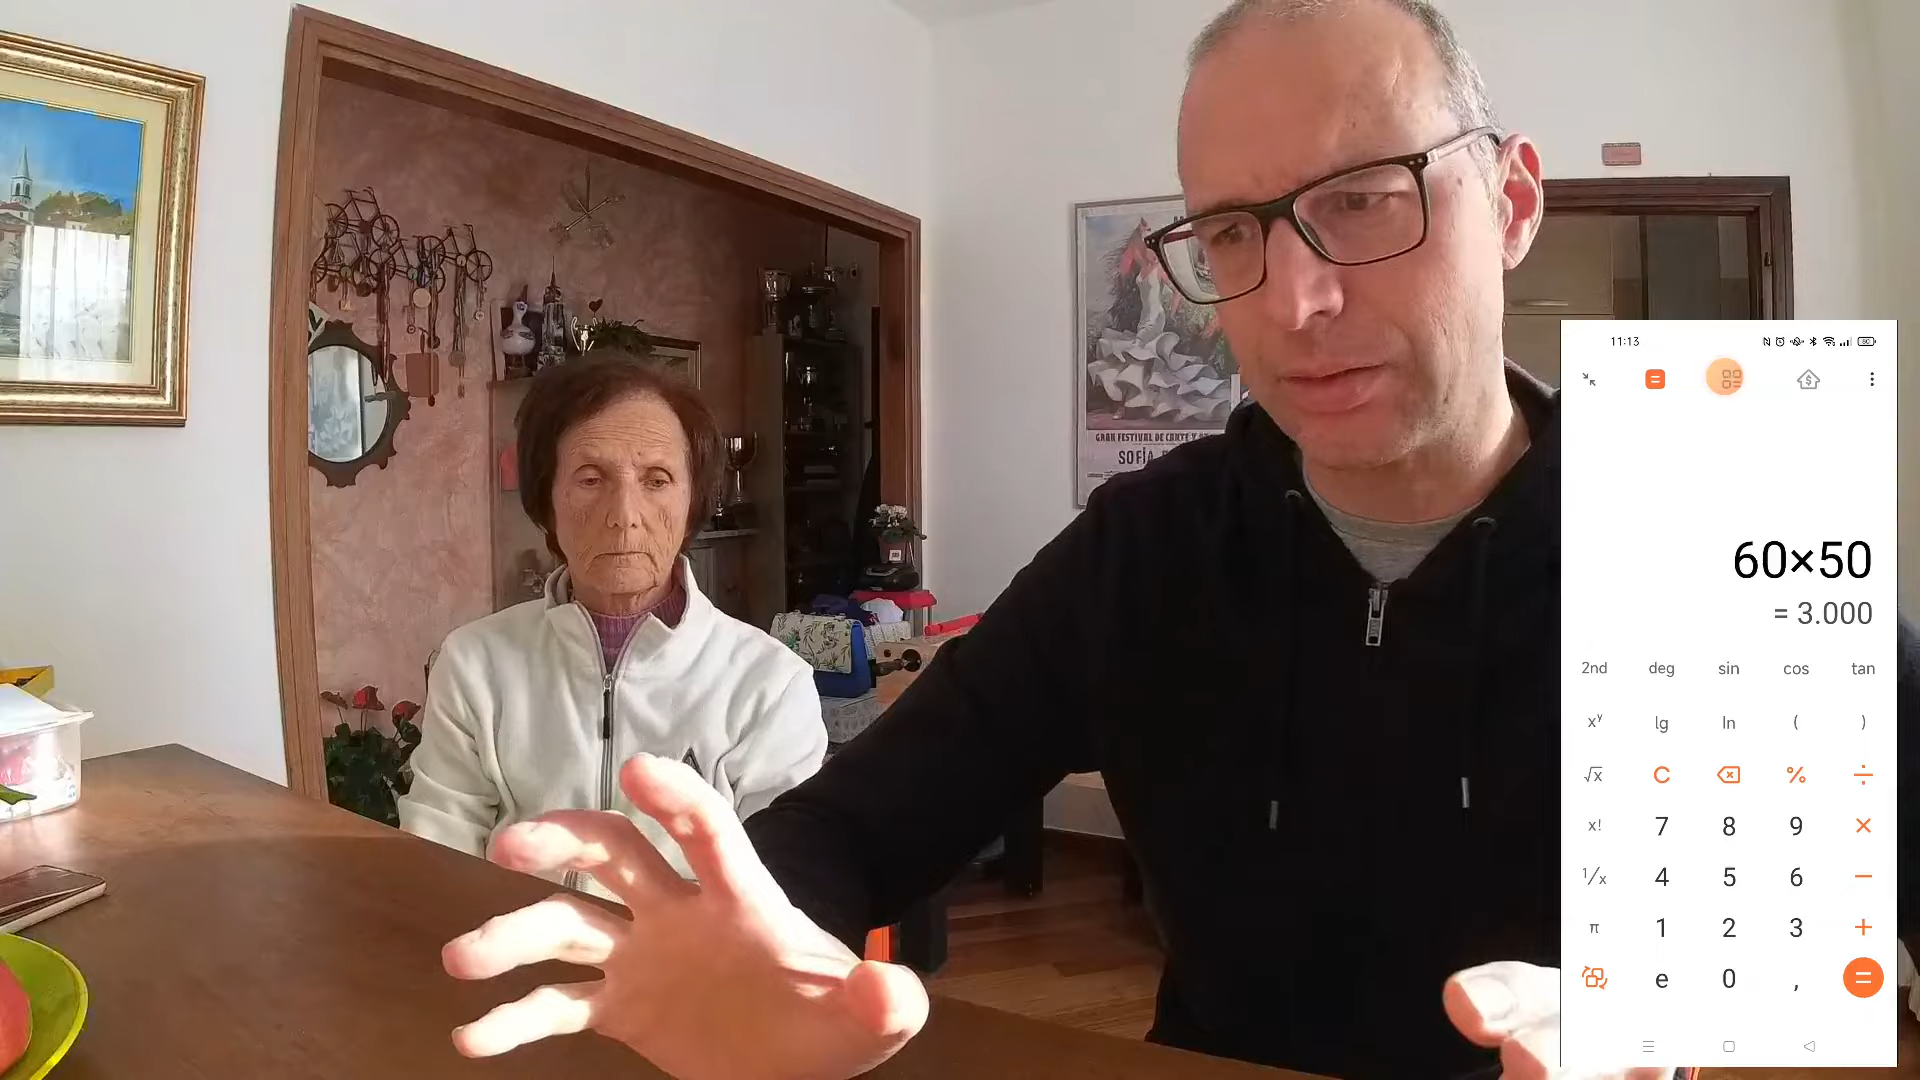 GRAN FESTIVAL DE CANTE Y
SOFÍA
11:13
60×50
= 3.000
2nd deg sin cos tan
xʸ lg ln ( )
√x C % ÷
x! 7 8 9 ×
1/x 4 5 6 −
π 1 2 3 +
e 0 , =